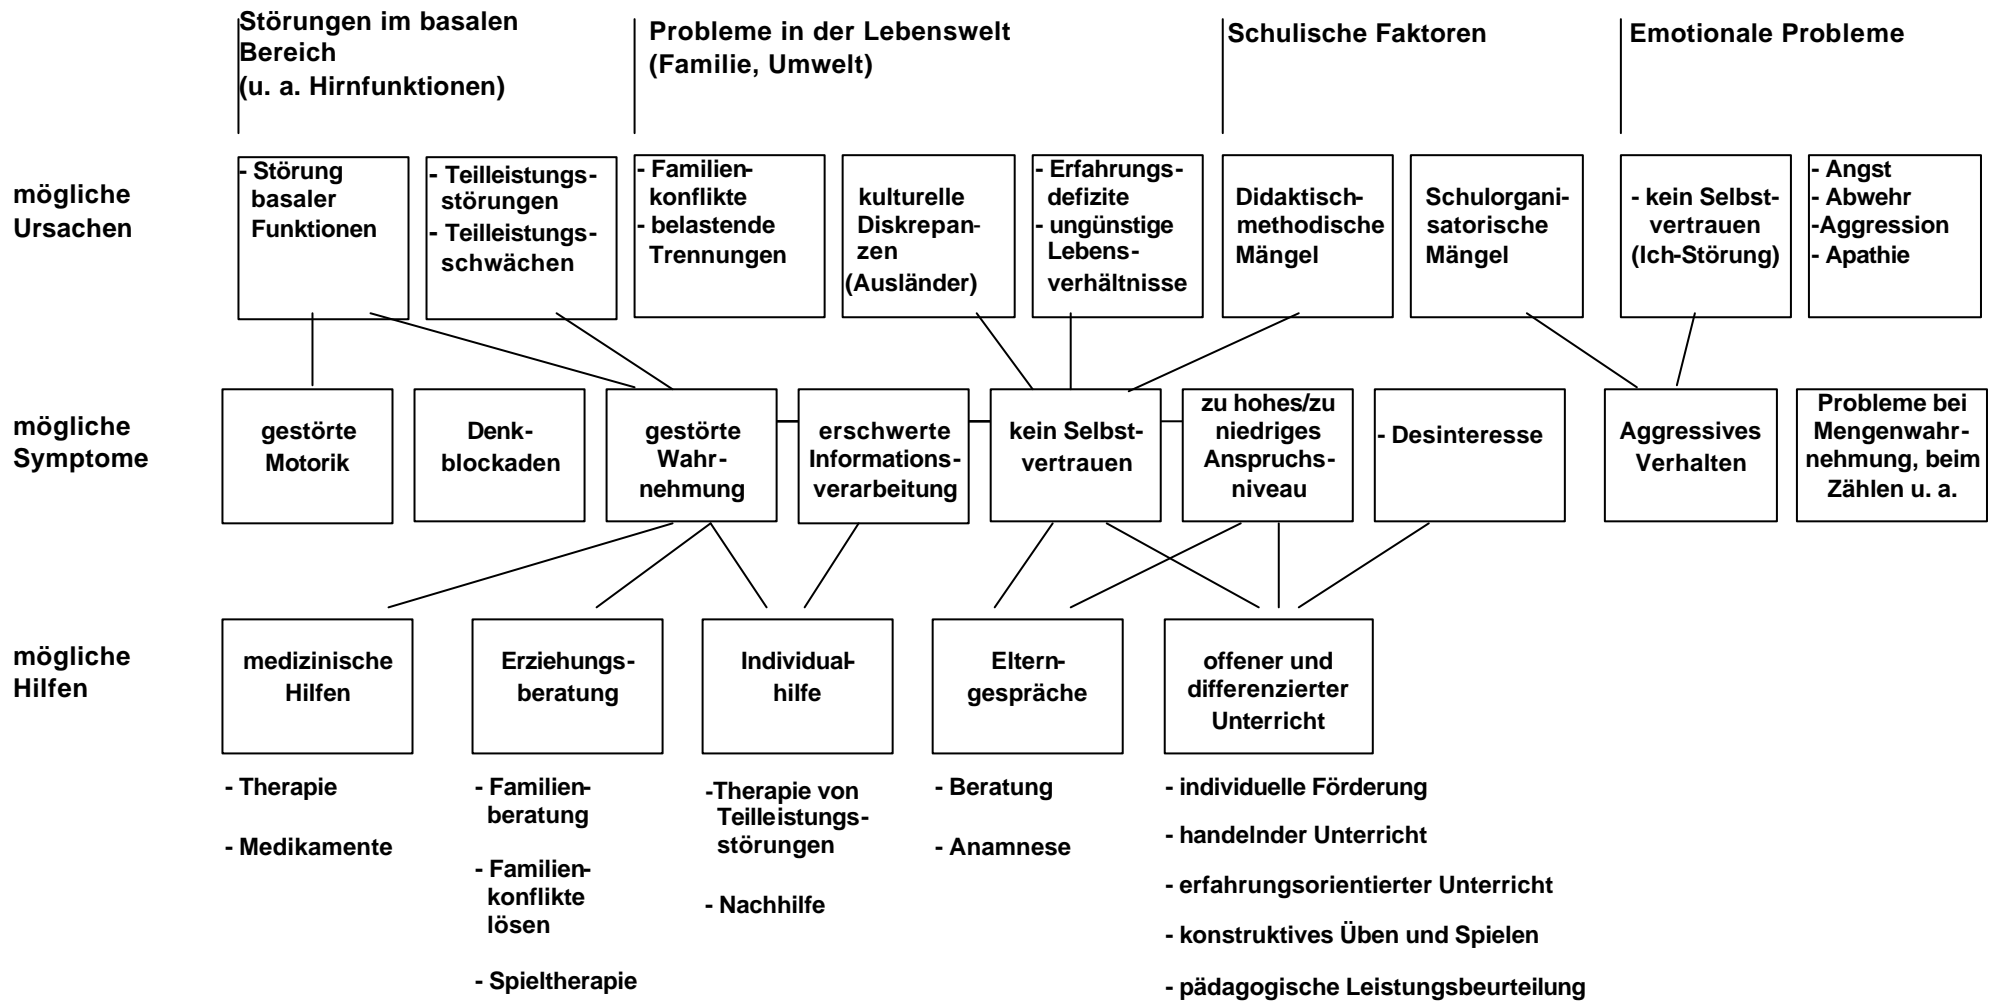 Störungen im basalen
Bereich
(u. a. Hirnfunktionen)
Probleme in der Lebenswelt
(Familie, Umwelt)
Schulische Faktoren
Emotionale Probleme
mögliche
Ursachen
- Störung
basaler
Funktionen
- Teilleistungs-
störungen
- Teilleistungs-
schwächen
- Familien-
konflikte
- belastende
Trennungen
kulturelle
Diskrepan-
zen
(Ausländer)
- Erfahrungs-
defizite
- ungünstige
Lebens-
verhältnisse
Didaktisch-
methodische
Mängel
Schulorgani-
satorische
Mängel
- kein Selbst-
vertrauen
(Ich-Störung)
- Angst
- Abwehr
-Aggression
- Apathie
mögliche
Symptome
gestörte
Motorik
Denk-
blockaden
gestörte
Wahr-
nehmung
erschwerte
Informations-
verarbeitung
kein Selbst-
vertrauen
zu hohes/zu
niedriges
Anspruchs-
niveau
- Desinteresse
Aggressives
Verhalten
Probleme bei
Mengenwahr-
nehmung, beim
Zählen u. a.
mögliche
Hilfen
medizinische
Hilfen
Erziehungs-
beratung
Individual-
hilfe
Eltern-
gespräche
offener und
differenzierter
Unterricht
- Therapie
- Medikamente
- Familien-
beratung
- Familien-
konflikte
lösen
- Spieltherapie
-Therapie von
Teilleistungs-
störungen
- Nachhilfe
- Beratung
- Anamnese
- individuelle Förderung
- handelnder Unterricht
- erfahrungsorientierter Unterricht
- konstruktives Üben und Spielen
- pädagogische Leistungsbeurteilung